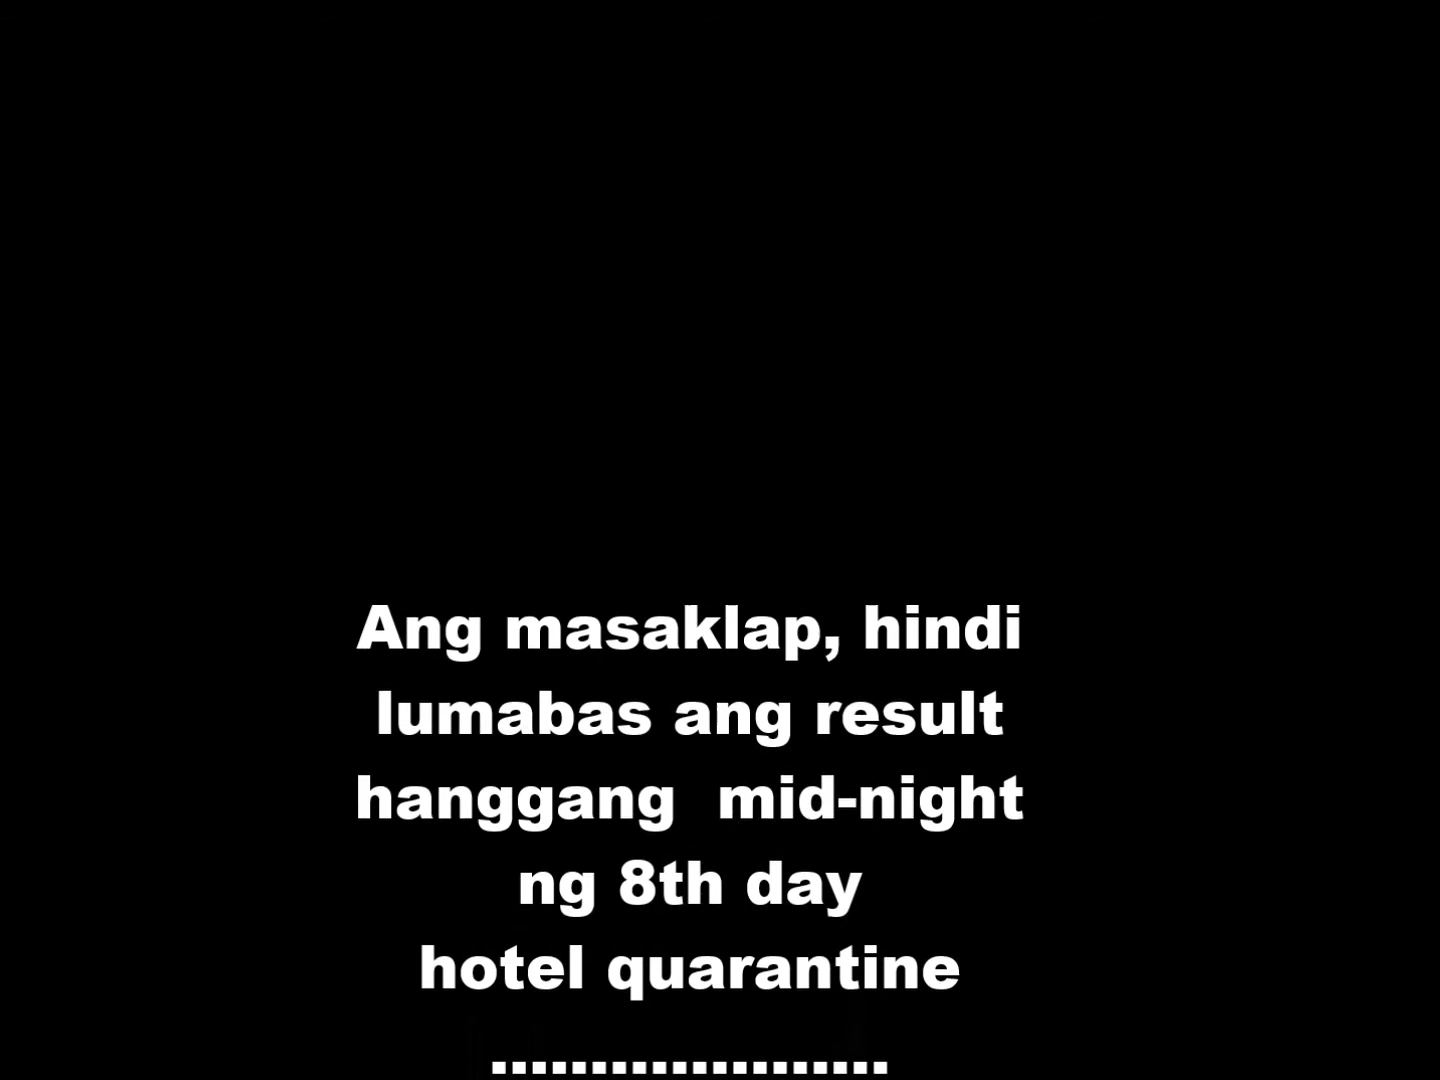 Ang masaklap, hindi
lumabas ang result
hanggang  mid-night
ng 8th day
hotel quarantine
....................